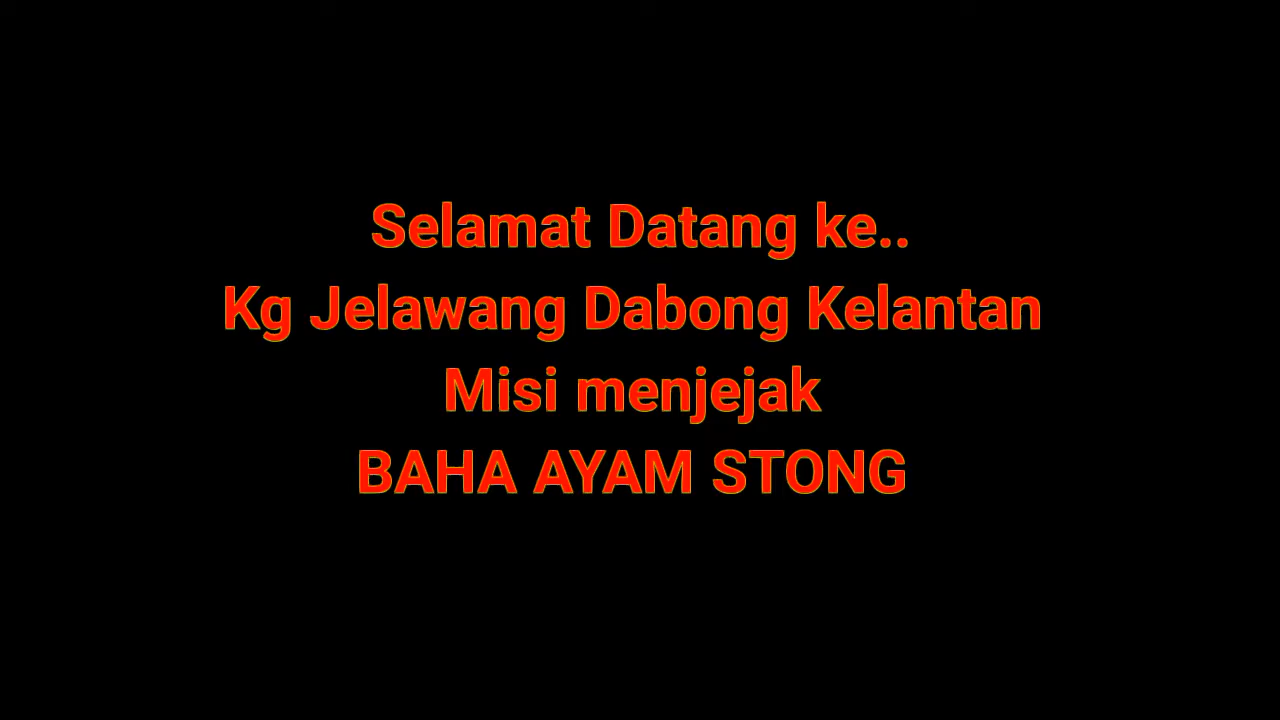 Selamat Datang ke..
Kg Jelawang Dabong Kelantan
Misi menjejak
BAHA AYAM STONG